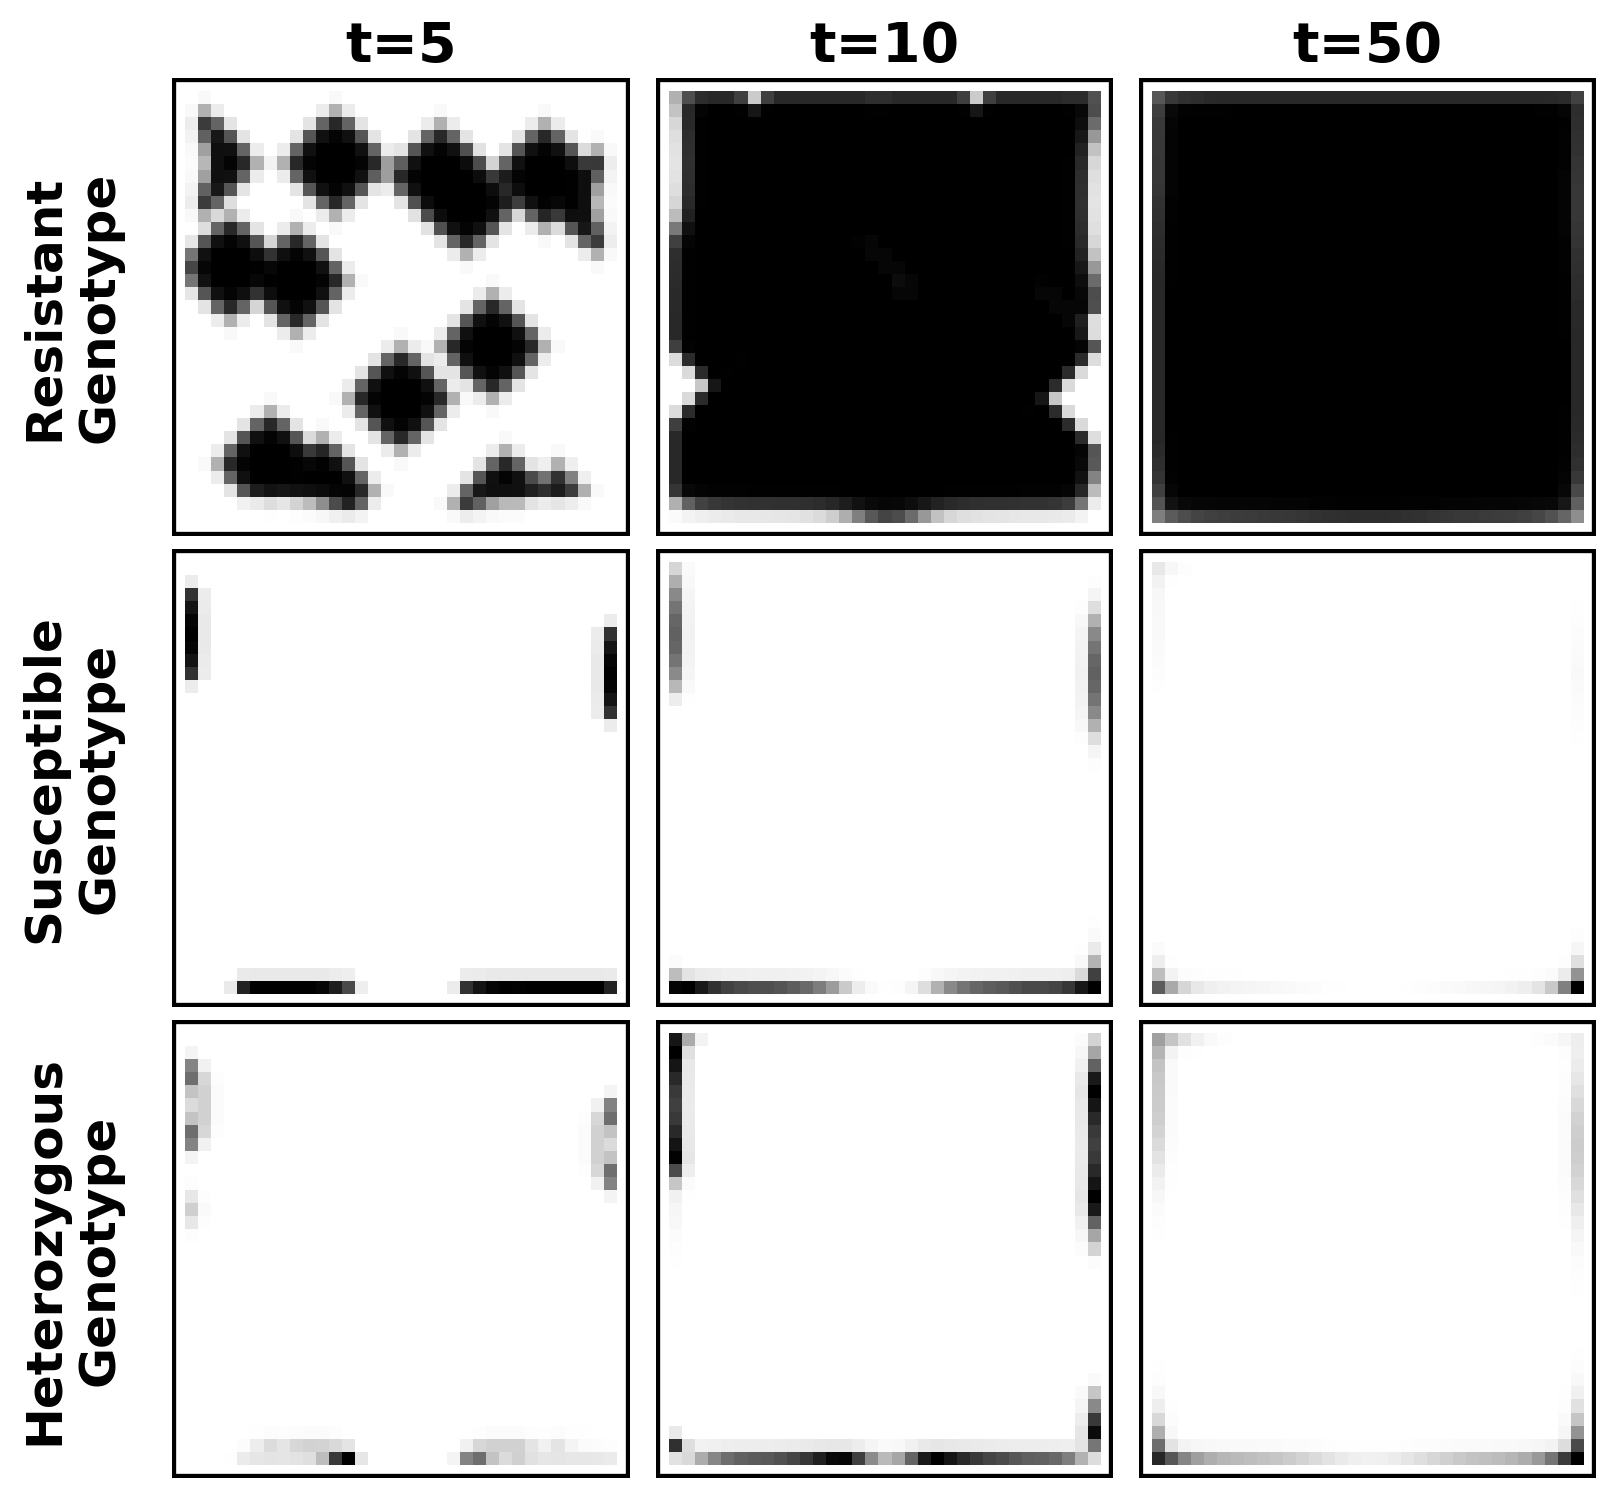 t=5
t=10
t=50
Resistant
Genotype
Susceptible
Genotype
Heterozygous
Genotype